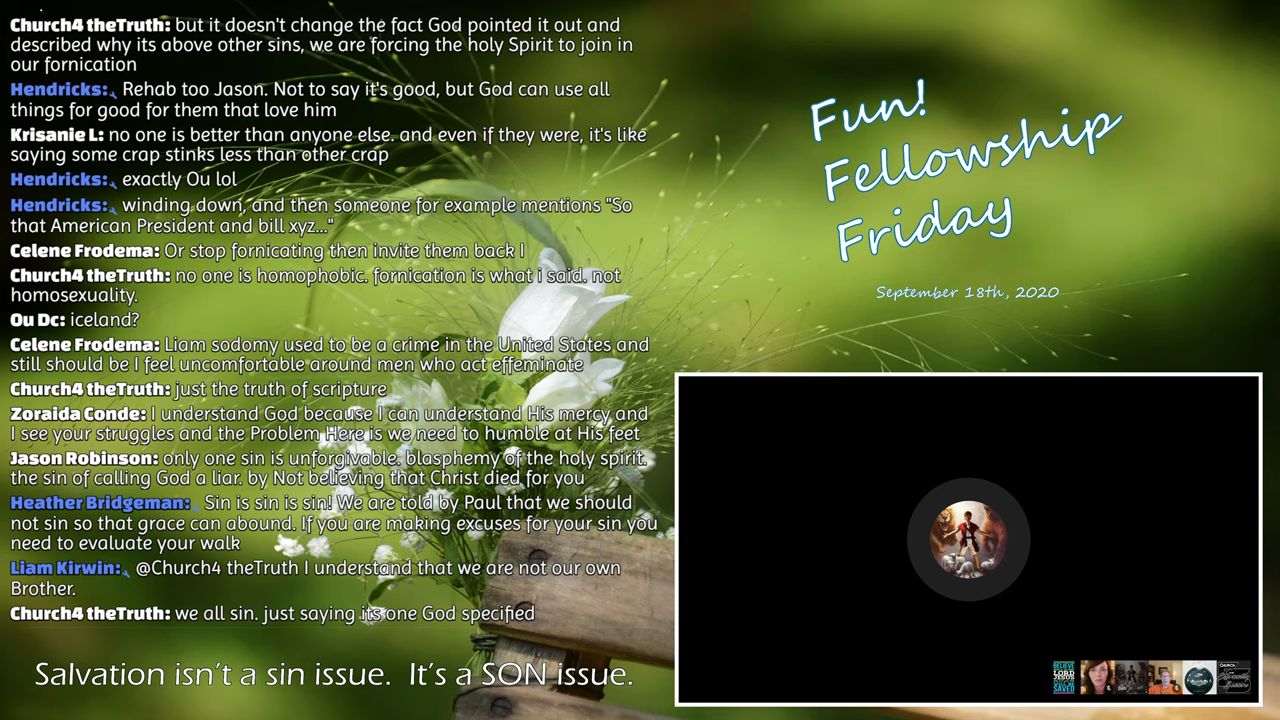 Church4 theTruth: but it doesn't change the fact God pointed it out and
described why its above other sins, we are forcing the holy Spirit to join in
our fornication
Hendricks: Rehab too Jason. Not to say it's good, but God can use all
things for good for them that love him
Krisanie L: no one is better than anyone else. and even if they were, it's like
saying some crap stinks less than other crap
Hendricks: exactly Ou lol
Hendricks: winding down, and then someone for example mentions "So
that American President and bill xyz..."
Celene Frodema: Or stop fornicating then invite them back I
Church4 theTruth: no one is homophobic. fornication is what i said. not
homosexuality.
Ou Dc: iceland?
Celene Frodema: Liam sodomy used to be a crime in the United States and
still should be I feel uncomfortable around men who act effeminate
Church4 theTruth: just the truth of scripture
Zoraida Conde: I understand God because I can understand His mercy and
I see your struggles and the Problem Here is we need to humble at His feet
Jason Robinson: only one sin is unforgivable. blasphemy of the holy spirit.
the sin of calling God a liar. by Not believing that Christ died for you
Heather Bridgeman: Sin is sin is sin! We are told by Paul that we should
not sin so that grace can abound. If you are making excuses for your sin you
need to evaluate your walk
Liam Kirwin: @Church4 theTruth I understand that we are not our own
Brother.
Church4 theTruth: we all sin. just saying its one God specified
Salvation isn't a sin issue. It's a SON issue.
Fun!
Fellowship
Friday
September 18th, 2020
BELIEVE
LORD
JESUS
SAVED
CHURCH